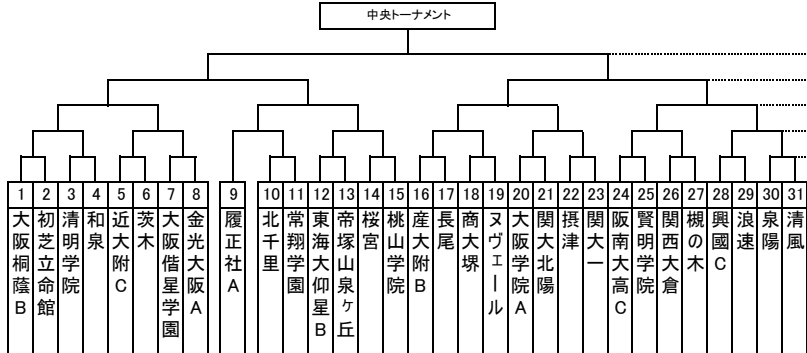 中央トーナメント
1
大阪桐蔭B
2
初芝立命館
3
清明学院
4
和泉
5
近大附C
6
茨木
7
大阪偕星学園
8
金光大阪A
9
履正社A
10
北千里
11
常翔学園
12
東海大仰星B
13
帝塚山泉ヶ丘
14
桜宮
15
桃山学院
16
産大附B
17
長尾
18
商大堺
19
ヌヴェール
20
大阪学院A
21
関大北陽
22
摂津
23
関大一
24
阪南大高C
25
賢明学院
26
関西大倉
27
槻の木
28
興國C
29
浪速
30
泉陽
31
清風